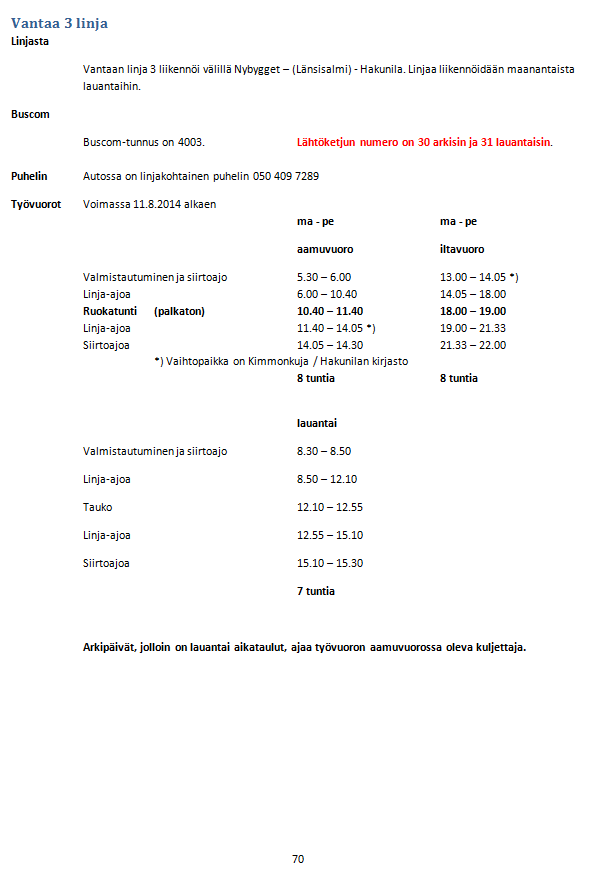 Vantaa 3 linja
Linjasta
Vantaan linja 3 liikennöi välillä Nybygget – (Länsisalmi) - Hakunila. Linjaa liikennöidään maanantaista
lauantaihin.
Buscom
Buscom-tunnus on 4003. Lähtöketjun numero on 30 arkisin ja 31 lauantaisin.
Puhelin Autossa on linjakohtainen puhelin 050 409 7289
Työvuorot Voimassa 11.8.2014 alkaen
ma - pe ma - pe
aamuvuoro iltavuoro
Valmistautuminen ja siirtoajo 5.30 – 6.00 13.00 – 14.05 *)
Linja-ajoa 6.00 – 10.40 14.05 – 18.00
Ruokatunti (palkaton) 10.40 – 11.40 18.00 – 19.00
Linja-ajoa 11.40 – 14.05 *) 19.00 – 21.33
Siirtoajoa 14.05 – 14.30 21.33 – 22.00
*) Vaihtopaikka on Kimmonkuja / Hakunilan kirjasto
8 tuntia 8 tuntia
lauantai
Valmistautuminen ja siirtoajo 8.30 – 8.50
Linja-ajoa 8.50 – 12.10
Tauko 12.10 – 12.55
Linja-ajoa 12.55 – 15.10
Siirtoajoa 15.10 – 15.30
7 tuntia
Arkipäivät, jolloin on lauantai aikataulut, ajaa työvuoron aamuvuorossa oleva kuljettaja.
70